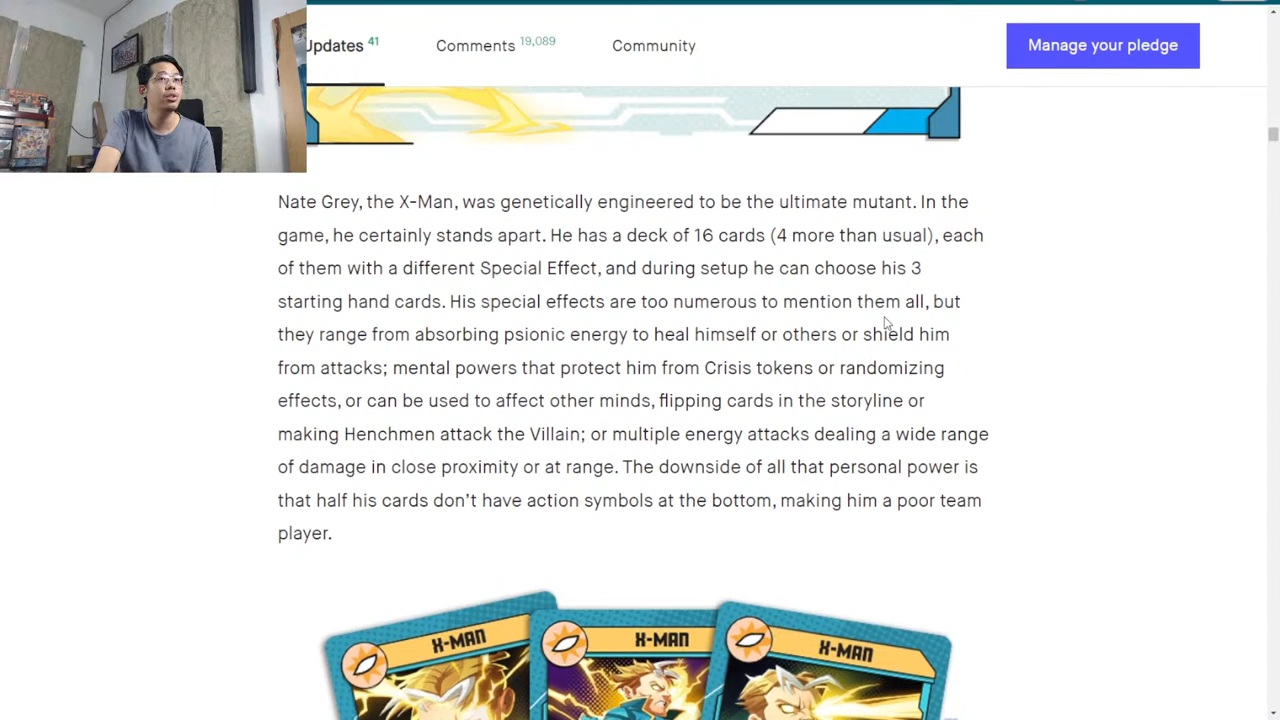 Updates 41
Comments 19,089
Community
Manage your pledge
Nate Grey, the X-Man, was genetically engineered to be the ultimate mutant. In the
game, he certainly stands apart. He has a deck of 16 cards (4 more than usual), each
of them with a different Special Effect, and during setup he can choose his 3
starting hand cards. His special effects are too numerous to mention them all, but
they range from absorbing psionic energy to heal himself or others or shield him
from attacks; mental powers that protect him from Crisis tokens or randomizing
effects, or can be used to affect other minds, flipping cards in the storyline or
making Henchmen attack the Villain; or multiple energy attacks dealing a wide range
of damage in close proximity or at range. The downside of all that personal power is
that half his cards don't have action symbols at the bottom, making him a poor team
player.
X-MAN
X-MAN
X-MAN